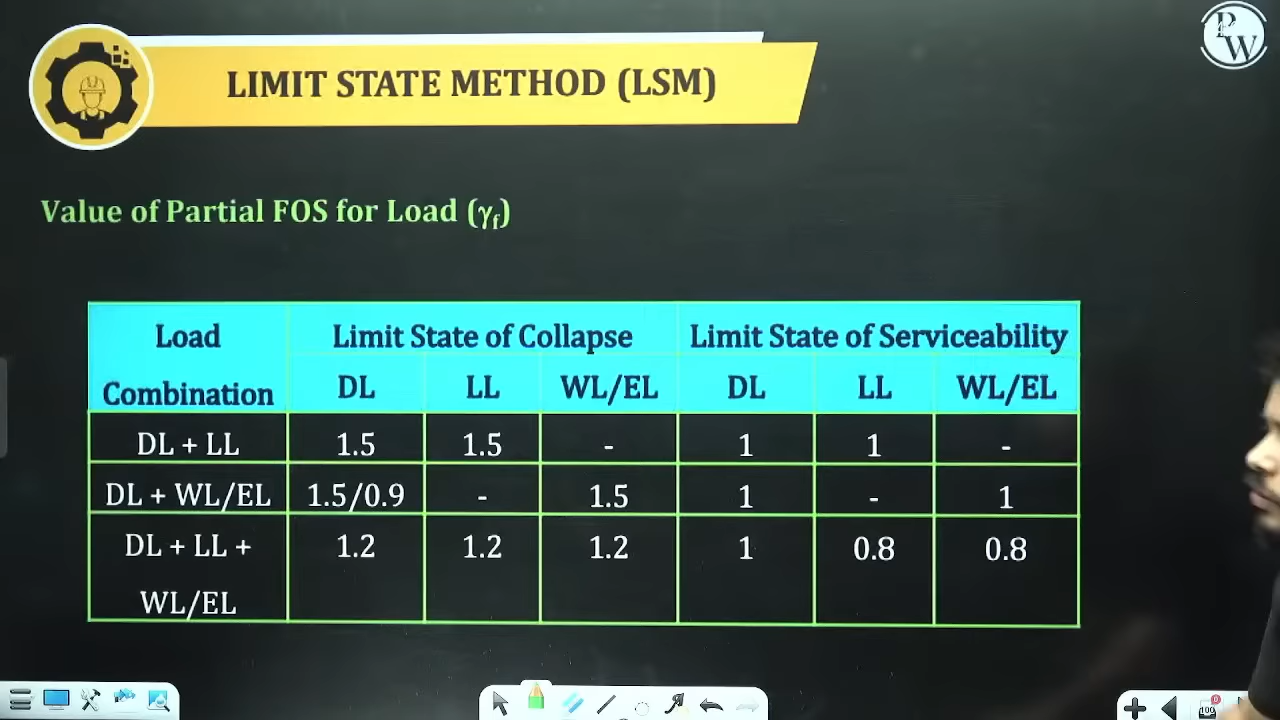 PW
LIMIT STATE METHOD (LSM)
Value of Partial FOS for Load (γf)
Load Combination Limit State of Collapse Limit State of Serviceability
DL LL WL/EL DL LL WL/EL
DL + LL 1.5 1.5 - 1 1 -
DL + WL/EL 1.5/0.9 - 1.5 1 - 1
DL + LL + WL/EL 1.2 1.2 1.2 1 0.8 0.8